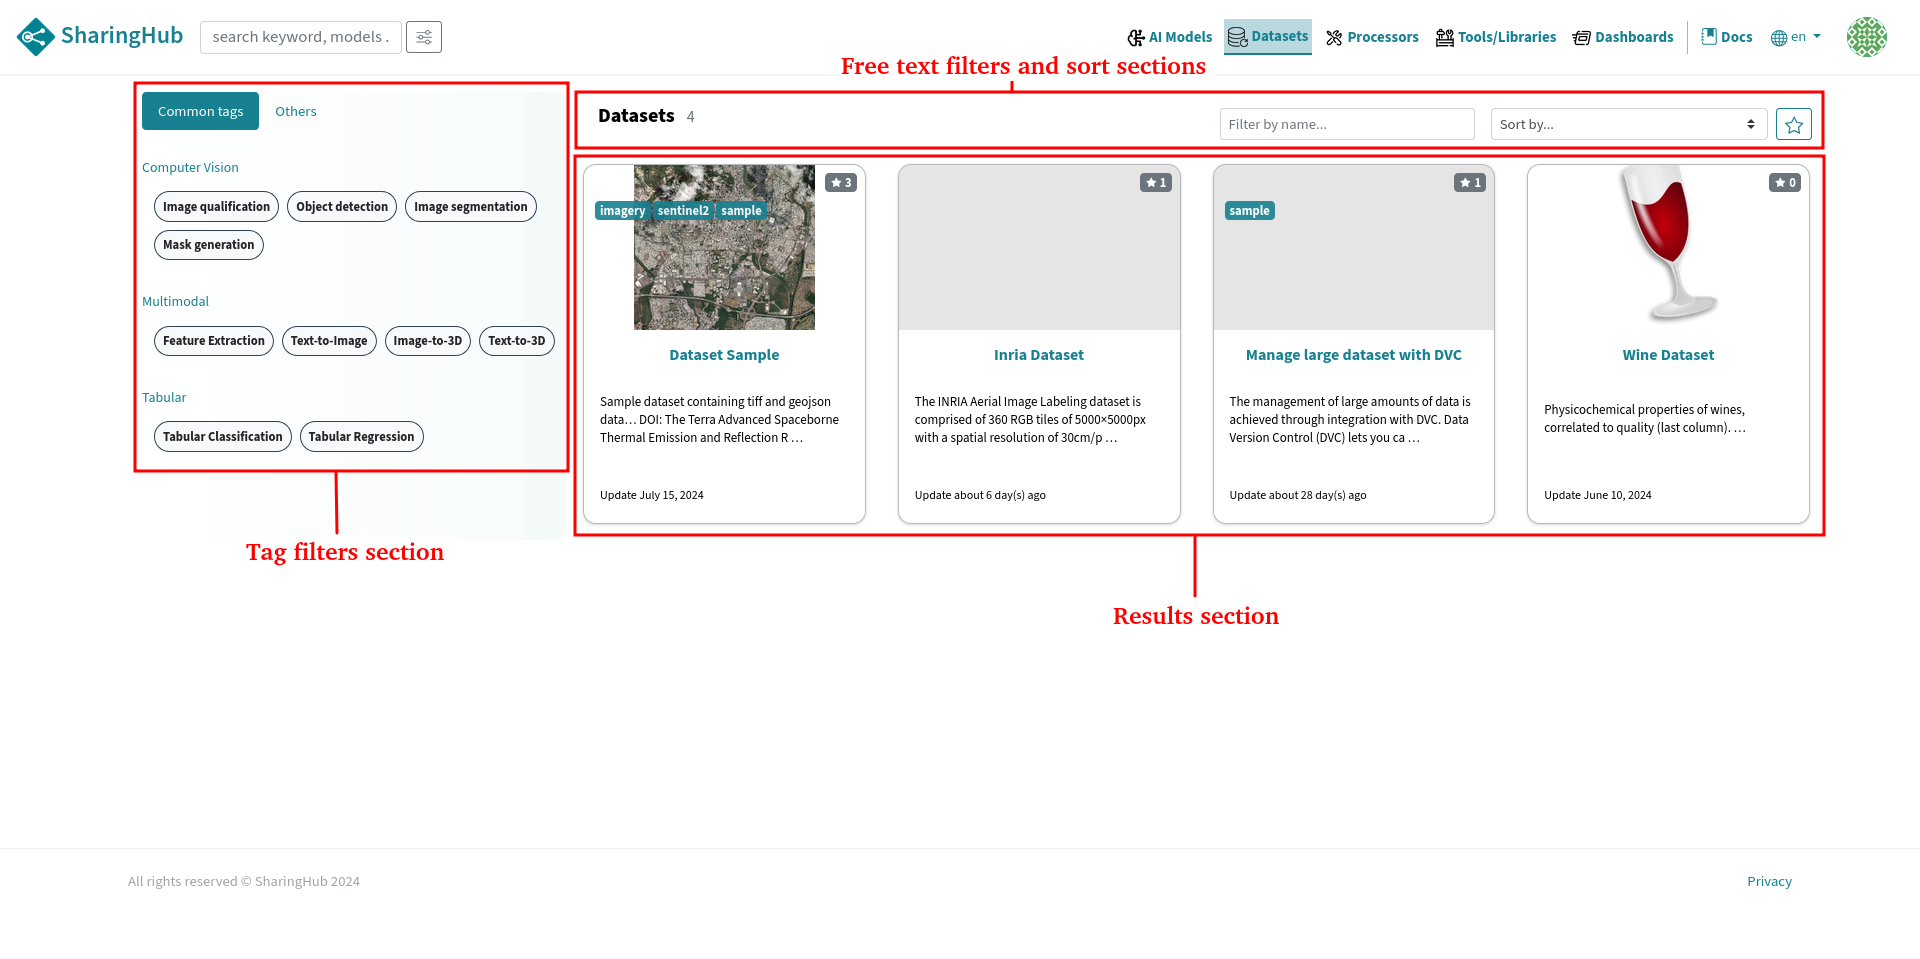 SharingHub
search keyword, models .
AI Models
Datasets
Processors
Tools/Libraries
Dashboards
Docs
en
Free text filters and sort sections
Common tags
Others
Computer Vision
Image qualification
Object detection
Image segmentation
Mask generation
Multimodal
Feature Extraction
Text-to-Image
Image-to-3D
Text-to-3D
Tabular
Tabular Classification
Tabular Regression
Tag filters section
Datasets 4
Filter by name...
Sort by...
3
imagery sentinel2 sample
Dataset Sample
Sample dataset containing tiff and geojson
data… DOI: The Terra Advanced Spaceborne
Thermal Emission and Reflection R …
Update July 15, 2024
1
Inria Dataset
The INRIA Aerial Image Labeling dataset is
comprised of 360 RGB tiles of 5000×5000px
with a spatial resolution of 30cm/p …
Update about 6 day(s) ago
1
sample
Manage large dataset with DVC
The management of large amounts of data is
achieved through integration with DVC. Data
Version Control (DVC) lets you ca …
Update about 28 day(s) ago
0
Wine Dataset
Physicochemical properties of wines,
correlated to quality (last column). …
Update June 10, 2024
Results section
All rights reserved © SharingHub 2024
Privacy